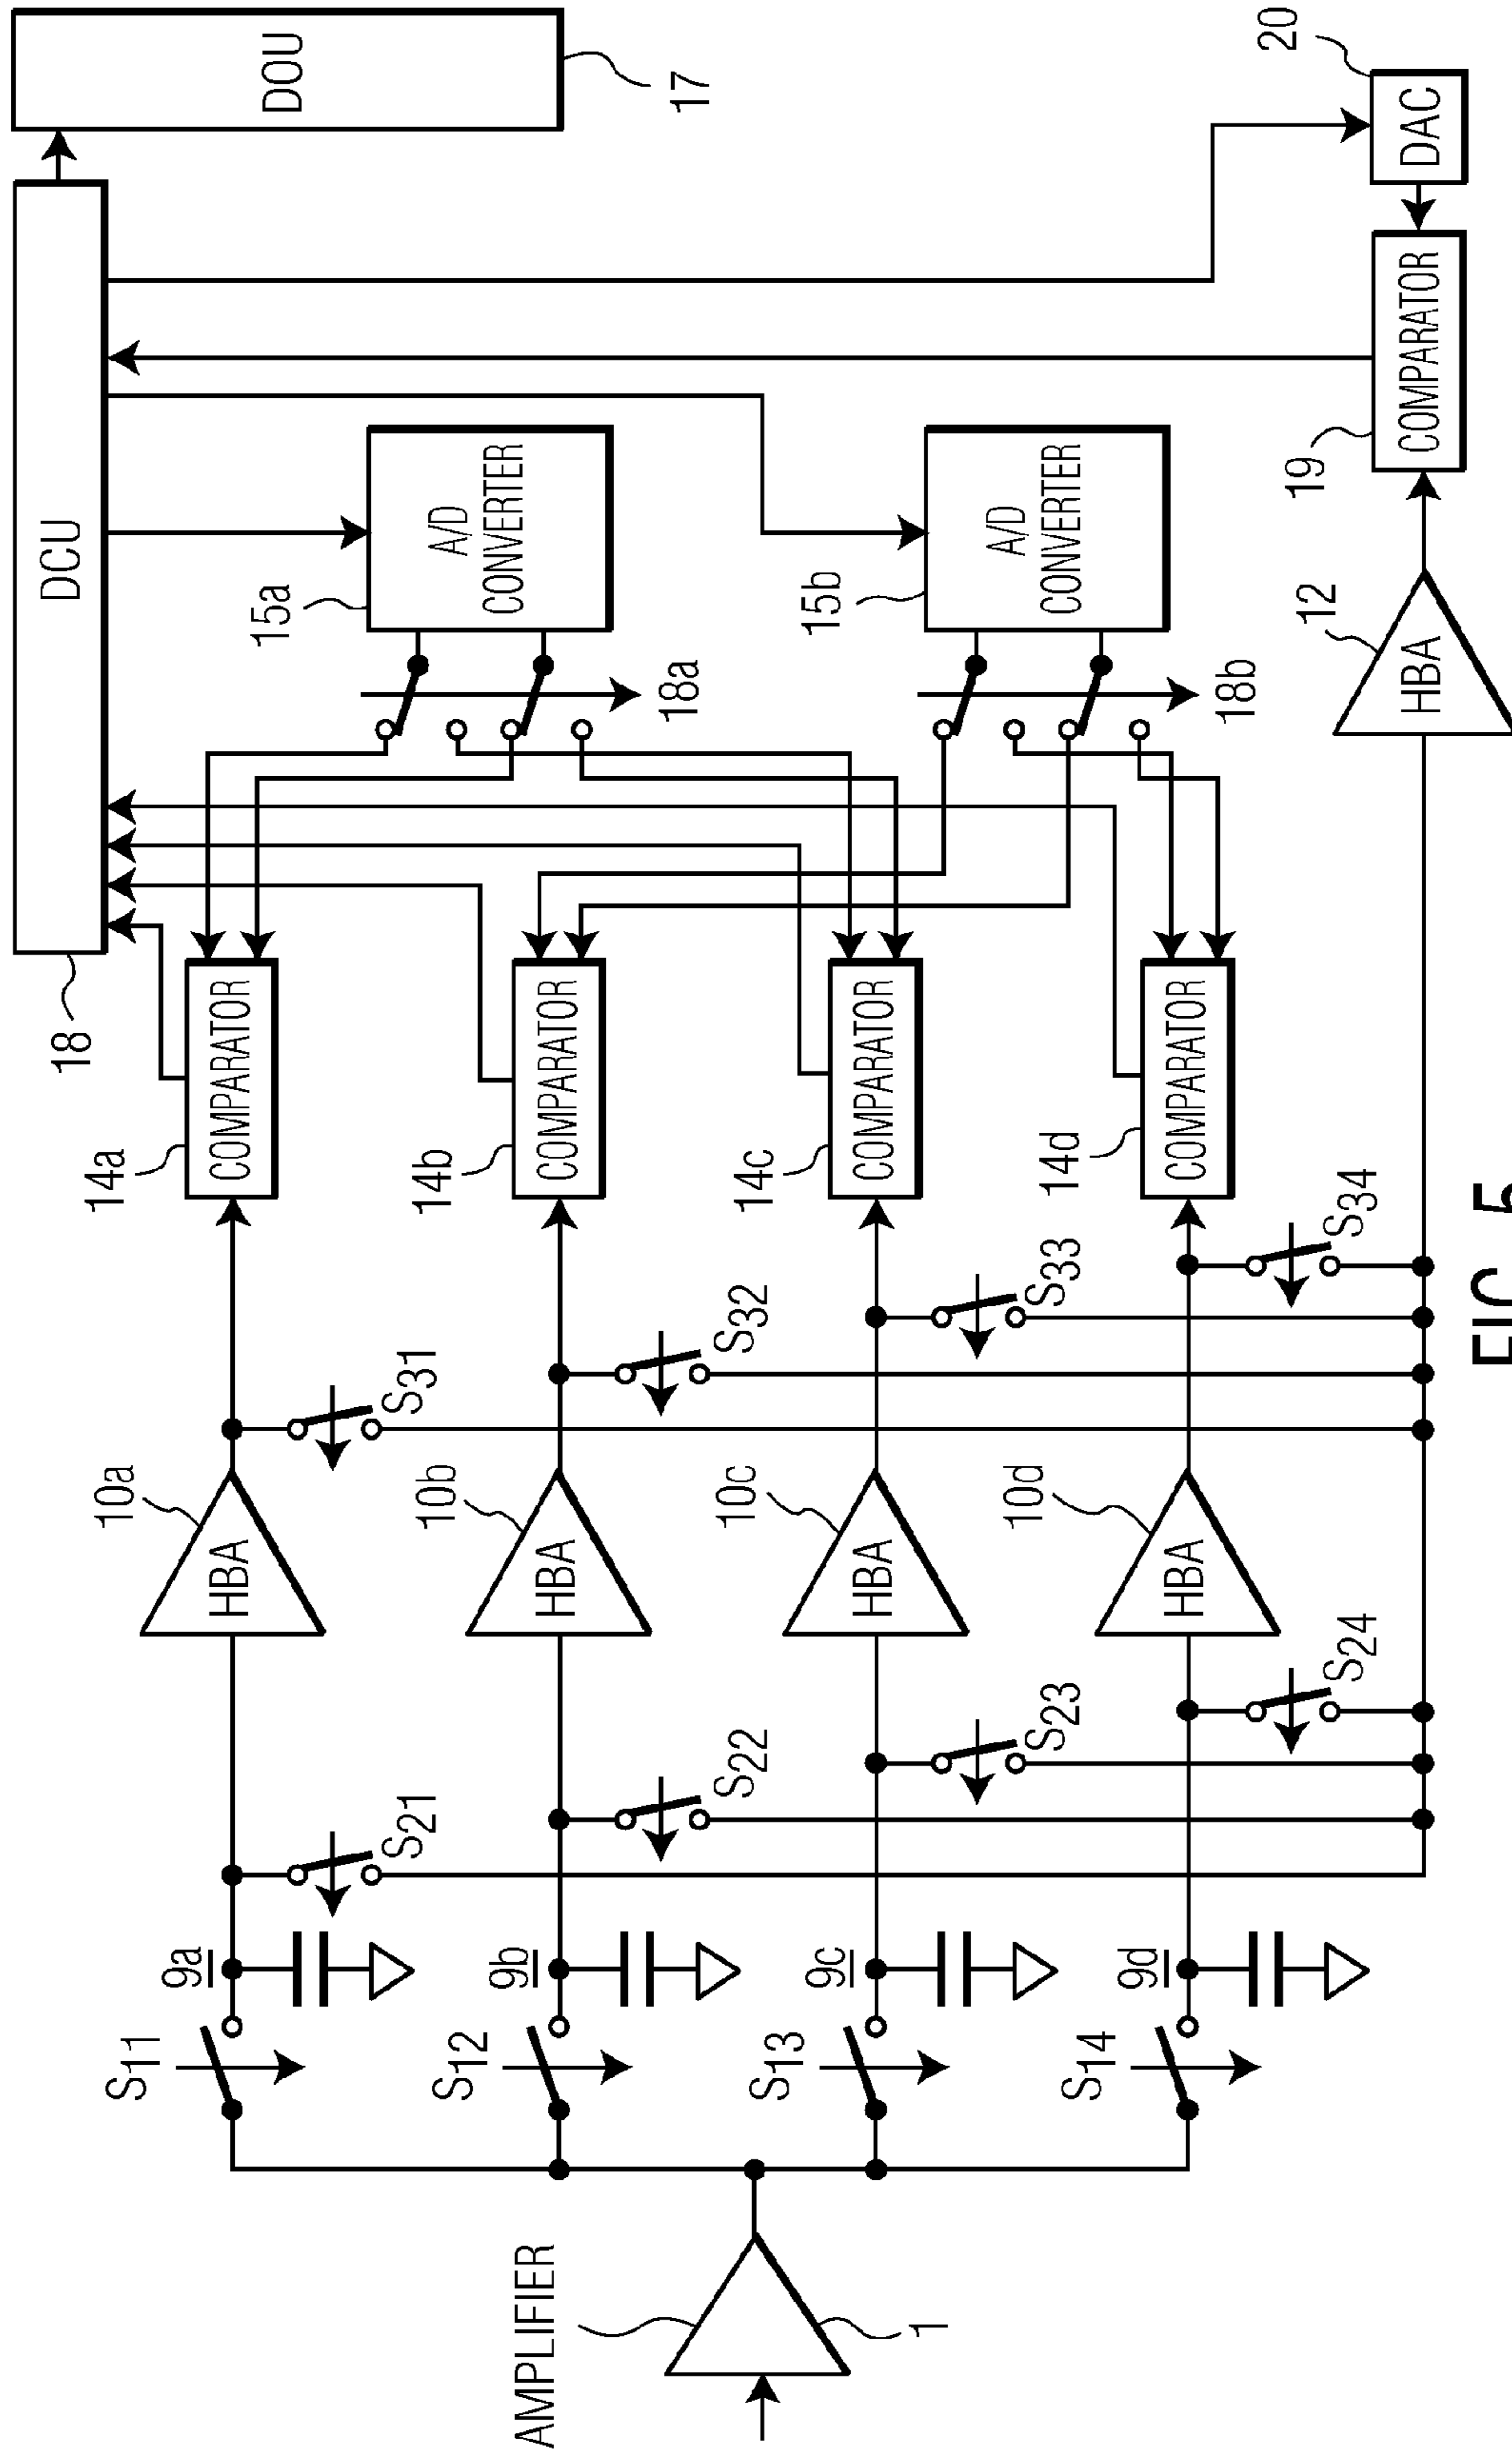 AMPLIFIER
1
S11
S12
S13
S14
9a
9b
9c
9d
S21
S22
S23
S24
HBA
10a
HBA
10b
HBA
10c
HBA
10d
S31
S32
S33
S34
14a
COMPARATOR
14b
COMPARATOR
14c
COMPARATOR
14d
COMPARATOR
18
DCU
18a
18b
15a
A/D
CONVERTER
15b
A/D
CONVERTER
HBA
12
19
COMPARATOR
DAC
20
DOU
17
FIG. 5